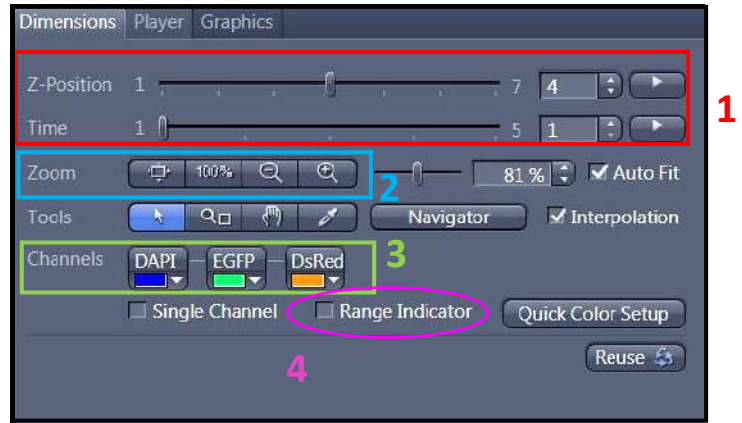 Dimensions Player Graphics
Z-Position 1 7 4
1
Time 1 5 1
Zoom 100% 81 % Auto Fit
2
Tools Navigator Interpolation
Channels DAPI EGFP DsRed
3
Single Channel Range Indicator Quick Color Setup
4
Reuse